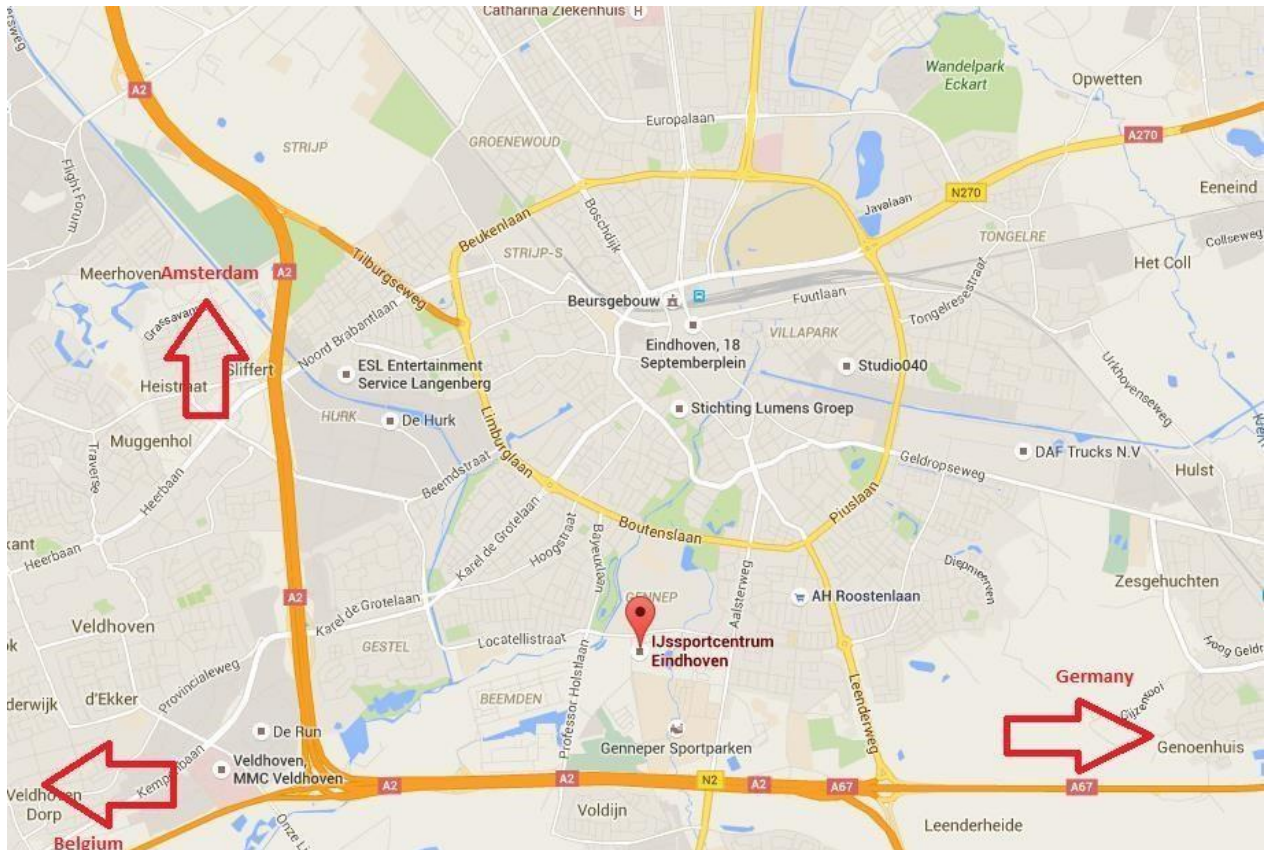 Catharina Ziekenhuis H
A2
STRIJP
GROENEWOUD
Europalaan
Wandelpark
Eckart
Opwetten
A270
N270
Eeneind
Flight Forum
Boschdijk
Javalaan
TONGELRE
Collseweg
Beukenlaan
STRIJP-S
Het Coll
Meerhoven
Amsterdam
A2
Tilburgseweg
Beursgebouw
Fuutlaan
Tongelresestraat
Noord Brabantlaan
Eindhoven, 18
Septemberplein
VILLAPARK
Heistraat
Sliffert
ESL Entertainment
Service Langenberg
Studio040
Urkhovenseweg
HURK
De Hurk
Limburglaan
Stichting Lumens Groep
Muggenhol
Traverse
Heerbaan
Beemdstraat
Geldropseweg
DAF Trucks N.V
Hulst
Karel de Grotelaan
Hoogstraat
Bayeuxlaan
Boutenslaan
Piuslaan
Heerbaan
Diepmeerven
Zesgehuchten
A2
Karel de Grotelaan
GENNEP
Aalsterweg
AH Roostenlaan
Veldhoven
GESTEL
Locatellistraat
IJssportcentrum
Eindhoven
Provincialeweg
d'Ekker
BEEMDEN
Professor Holstlaan
Leenderweg
Germany
De Run
Genneper Sportparken
Genoenhuis
Veldhoven,
MMC Veldhoven
Veldhoven
Dorp
A2
A2
N2
A2
A67
A67
Voldijn
Leenderheide
Belgium